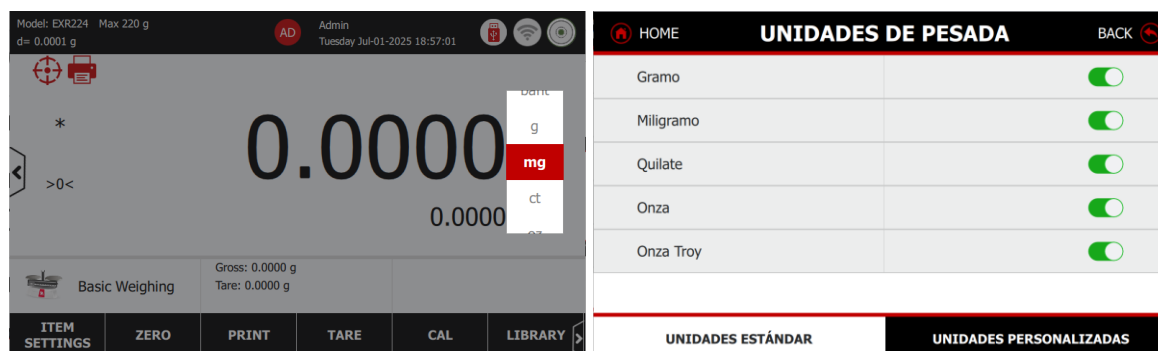 Model: EXR224 Max 220 g
d= 0.0001 g
AD
Admin
Tuesday Jul-01-2025 18:57:01
*
>0<
0.0000
0.0000
g
mg
ct
oz
Basic Weighing
Gross: 0.0000 g
Tare: 0.0000 g
ITEM SETTINGS
ZERO
PRINT
TARE
CAL
LIBRARY
HOME
UNIDADES DE PESADA
BACK
Gramo
Miligramo
Quilate
Onza
Onza Troy
UNIDADES ESTÁNDAR
UNIDADES PERSONALIZADAS